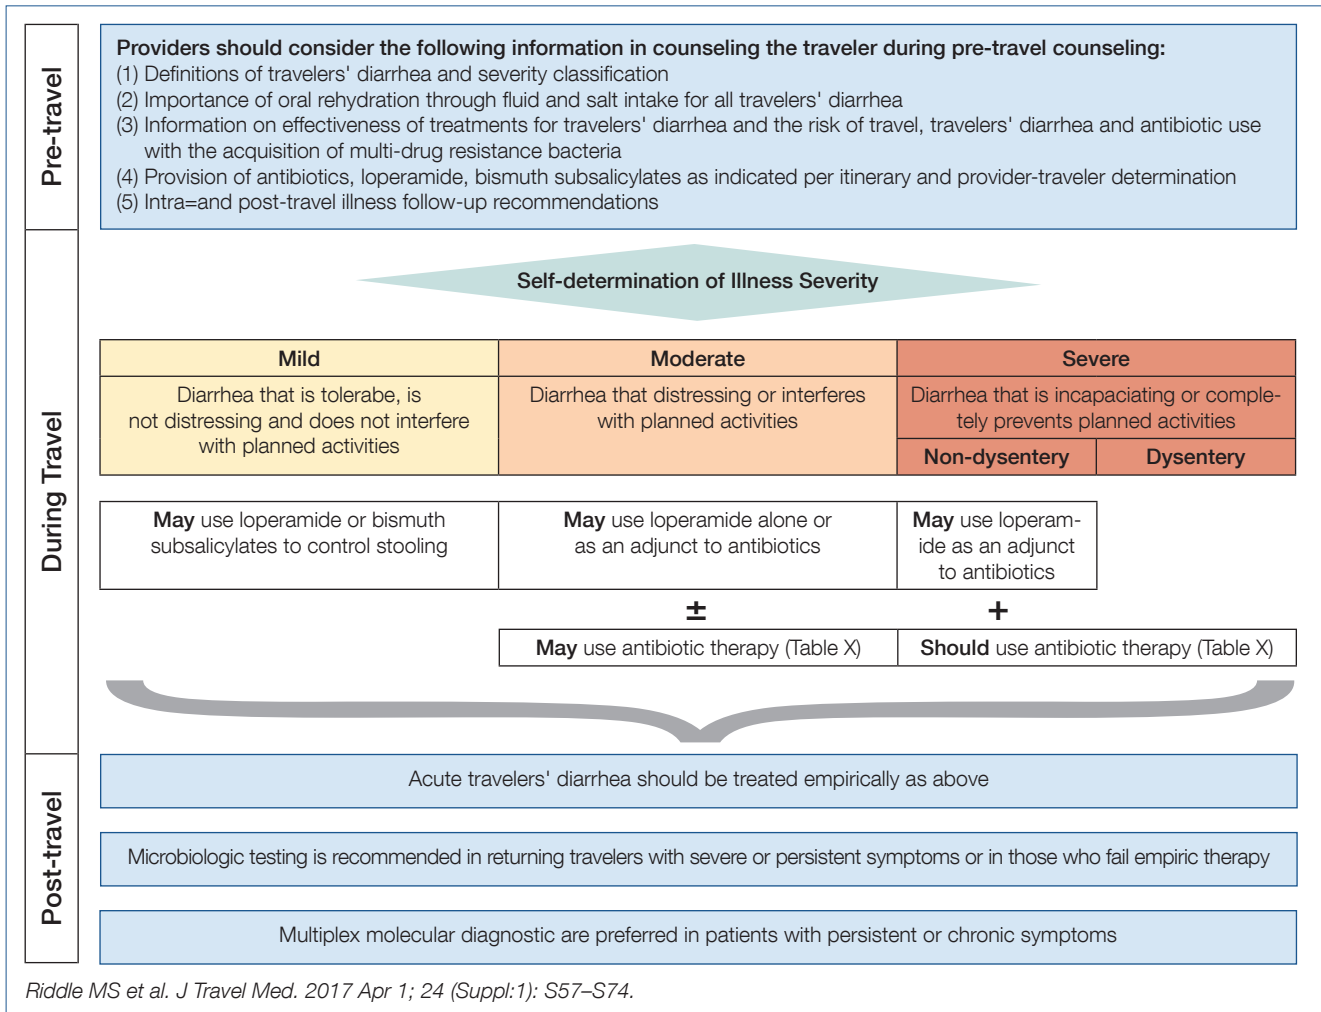 Pre-travel
Providers should consider the following information in counseling the traveler during pre-travel counseling:
(1) Definitions of travelers' diarrhea and severity classification
(2) Importance of oral rehydration through fluid and salt intake for all travelers' diarrhea
(3) Information on effectiveness of treatments for travelers' diarrhea and the risk of travel, travelers' diarrhea and antibiotic use
with the acquisition of multi-drug resistance bacteria
(4) Provision of antibiotics, loperamide, bismuth subsalicylates as indicated per itinerary and provider-traveler determination
(5) Intra=and post-travel illness follow-up recommendations
During Travel
Self-determination of Illness Severity
Mild
Diarrhea that is tolerabe, is
not distressing and does not interfere
with planned activities
Moderate
Diarrhea that distressing or interferes
with planned activities
Severe
Diarrhea that is incapaciating or comple-
tely prevents planned activities
Non-dysentery
Dysentery
May use loperamide or bismuth
subsalicylates to control stooling
May use loperamide alone or
as an adjunct to antibiotics
May use loperam-
ide as an adjunct
to antibiotics
±
+
May use antibiotic therapy (Table X)
Should use antibiotic therapy (Table X)
Post-travel
Acute travelers' diarrhea should be treated empirically as above
Microbiologic testing is recommended in returning travelers with severe or persistent symptoms or in those who fail empiric therapy
Multiplex molecular diagnostic are preferred in patients with persistent or chronic symptoms
Riddle MS et al. J Travel Med. 2017 Apr 1; 24 (Suppl:1): S57–S74.